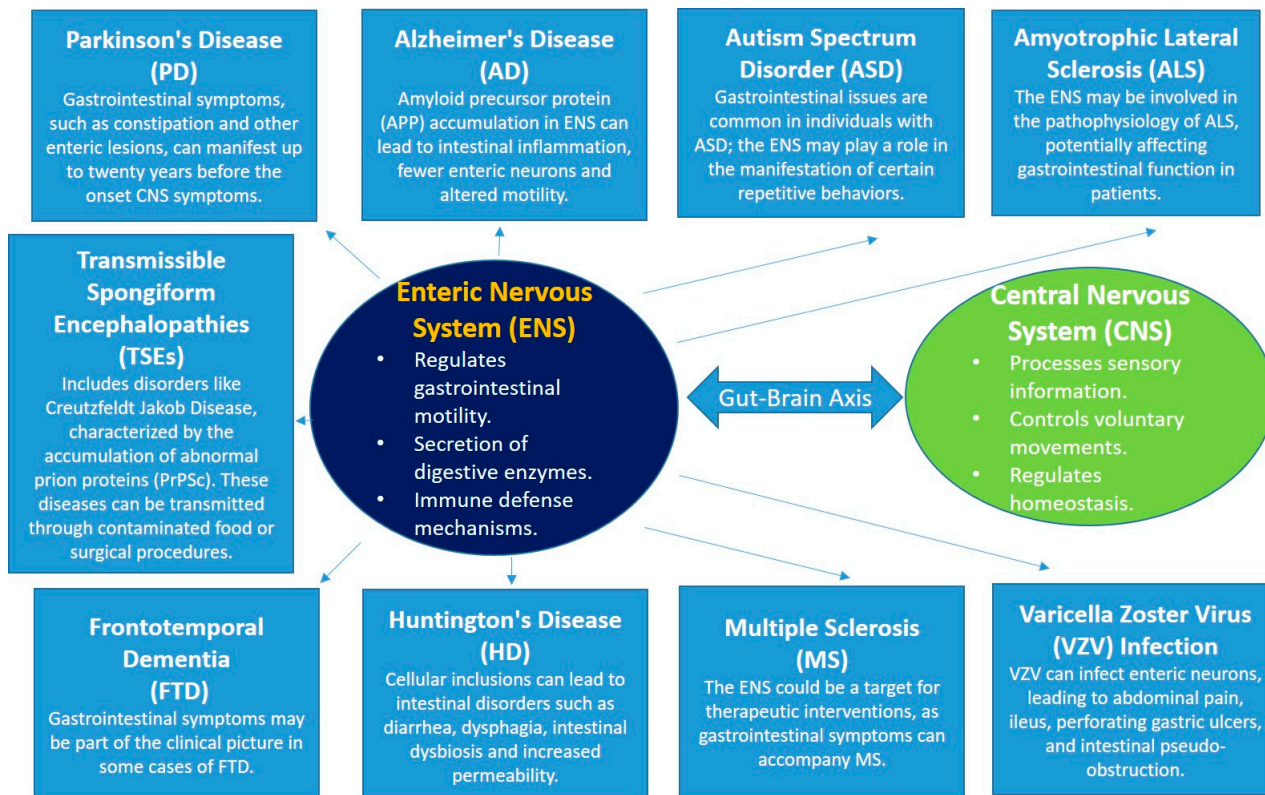 Parkinson's Disease
(PD)
Gastrointestinal symptoms,
such as constipation and other
enteric lesions, can manifest up
to twenty years before the
onset CNS symptoms.
Alzheimer's Disease
(AD)
Amyloid precursor protein
(APP) accumulation in ENS can
lead to intestinal inflammation,
fewer enteric neurons and
altered motility.
Autism Spectrum
Disorder (ASD)
Gastrointestinal issues are
common in individuals with
ASD; the ENS may play a role in
the manifestation of certain
repetitive behaviors.
Amyotrophic Lateral
Sclerosis (ALS)
The ENS may be involved in
the pathophysiology of ALS,
potentially affecting
gastrointestinal function in
patients.
Transmissible
Spongiform
Encephalopathies
(TSEs)
Includes disorders like
Creutzfeldt Jakob Disease,
characterized by the
accumulation of abnormal
prion proteins (PrPSc). These
diseases can be transmitted
through contaminated food or
surgical procedures.
Enteric Nervous
System (ENS)
• Regulates
gastrointestinal
motility.
• Secretion of
digestive enzymes.
• Immune defense
mechanisms.
Gut-Brain Axis
Central Nervous
System (CNS)
• Processes sensory
information.
• Controls voluntary
movements.
• Regulates
homeostasis.
Frontotemporal
Dementia
(FTD)
Gastrointestinal symptoms may
be part of the clinical picture in
some cases of FTD.
Huntington's Disease
(HD)
Cellular inclusions can lead to
intestinal disorders such as
diarrhea, dysphagia, intestinal
dysbiosis and increased
permeability.
Multiple Sclerosis
(MS)
The ENS could be a target for
therapeutic interventions, as
gastrointestinal symptoms can
accompany MS.
Varicella Zoster Virus
(VZV) Infection
VZV can infect enteric neurons,
leading to abdominal pain,
ileus, perforating gastric ulcers,
and intestinal pseudo-
obstruction.